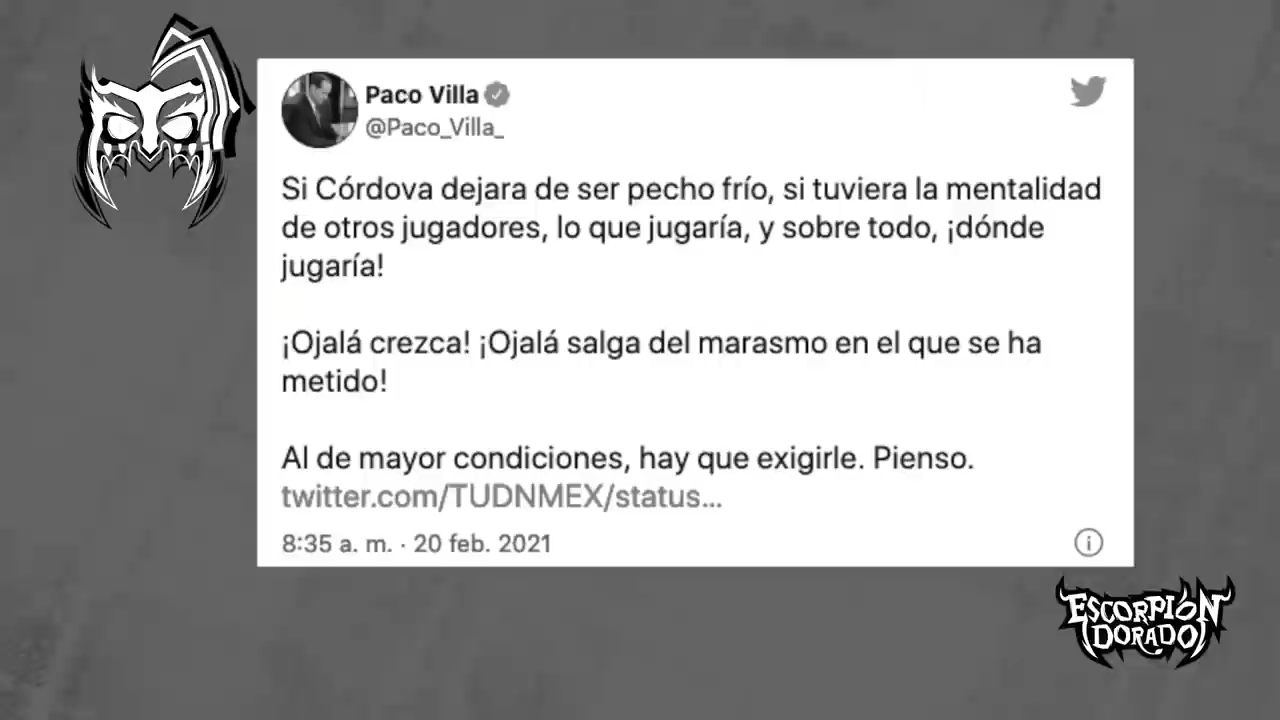 Paco Villa
@Paco_Villa_
Si Córdova dejara de ser pecho frío, si tuviera la mentalidad
de otros jugadores, lo que jugaría, y sobre todo, ¡dónde
jugaría!
¡Ojalá crezca! ¡Ojalá salga del marasmo en el que se ha
metido!
Al de mayor condiciones, hay que exigirle. Pienso.
twitter.com/TUDNMEX/status...
8:35 a. m. · 20 feb. 2021
ESCORPIÓN
DORADO